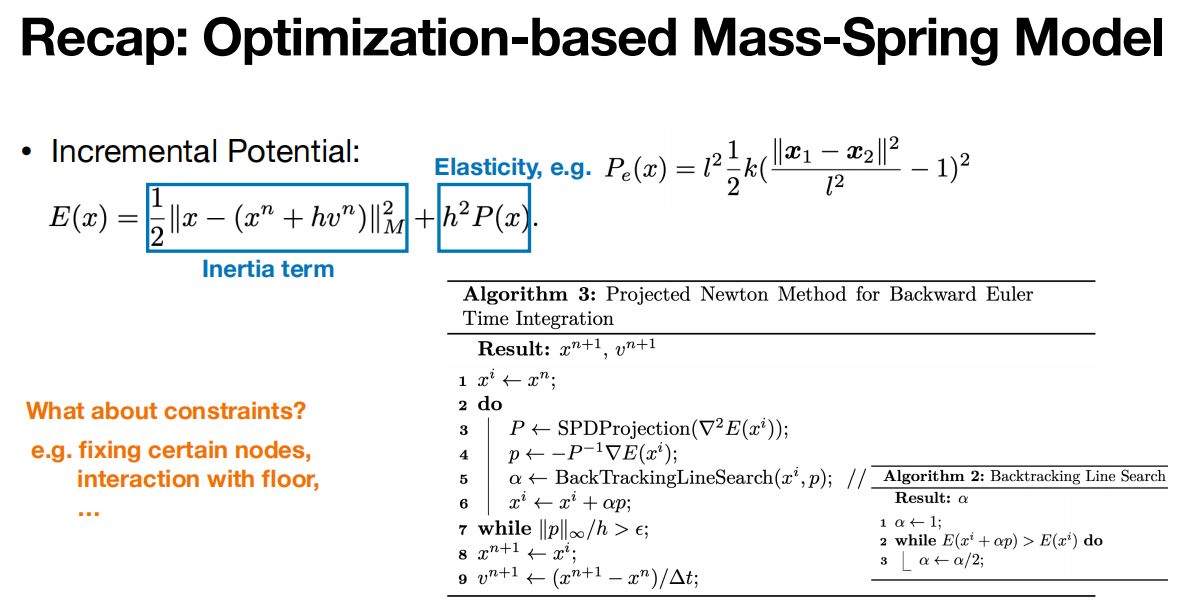 Recap: Optimization-based Mass-Spring Model
• Incremental Potential:
Elasticity, e.g. $P_e(x) = l^2 \frac{1}{2} k (\frac{\|\boldsymbol{x}_1 - \boldsymbol{x}_2\|^2}{l^2} - 1)^2$
$E(x) = \frac{1}{2} \|x - (x^n + hv^n)\|_M^2 + h^2 P(x).$
Inertia term
Algorithm 3: Projected Newton Method for Backward Euler
Time Integration
Result: $x^{n+1}$, $v^{n+1}$
1 $x^i \leftarrow x^n$;
2 do
3 $P \leftarrow$ SPDProjection($\nabla^2 E(x^i)$);
4 $p \leftarrow -P^{-1} \nabla E(x^i)$;
5 $\alpha \leftarrow$ BackTrackingLineSearch($x^i, p$); //
6 $x^i \leftarrow x^i + \alpha p$;
7 while $\|p\|_\infty / h > \epsilon$;
8 $x^{n+1} \leftarrow x^i$;
9 $v^{n+1} \leftarrow (x^{n+1} - x^n)/\Delta t$;
Algorithm 2: Backtracking Line Search
Result: $\alpha$
1 $\alpha \leftarrow 1$;
2 while $E(x^i + \alpha p) > E(x^i)$ do
3 $\alpha \leftarrow \alpha/2$;
What about constraints?
e.g. fixing certain nodes,
interaction with floor,
...